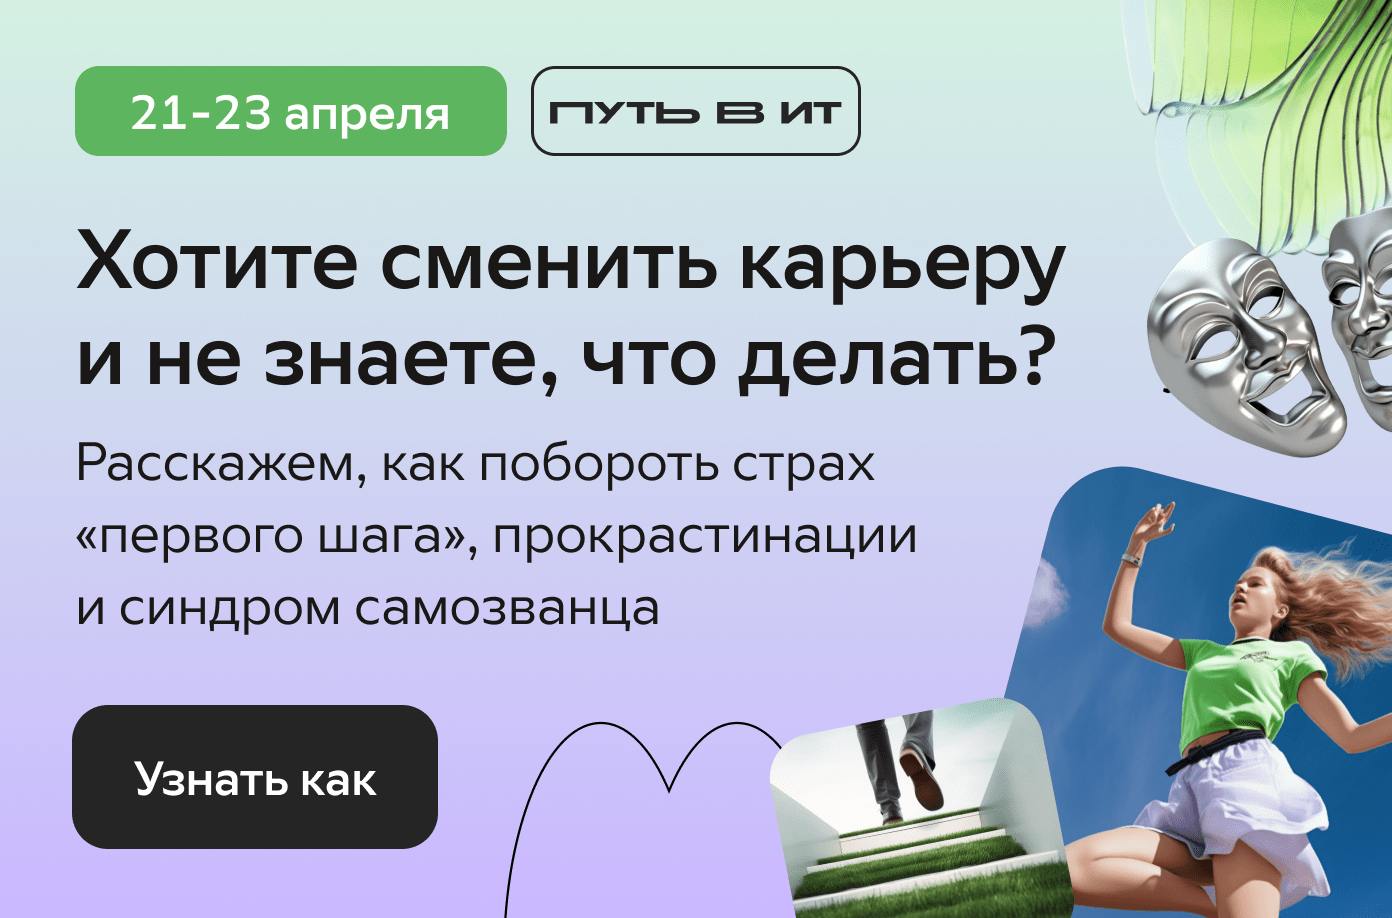 21-23 апреля
ПУТЬ В ИТ
Хотите сменить карьеру
и не знаете, что делать?
Расскажем, как побороть страх
«первого шага», прокрастинации
и синдром самозванца
Узнать как